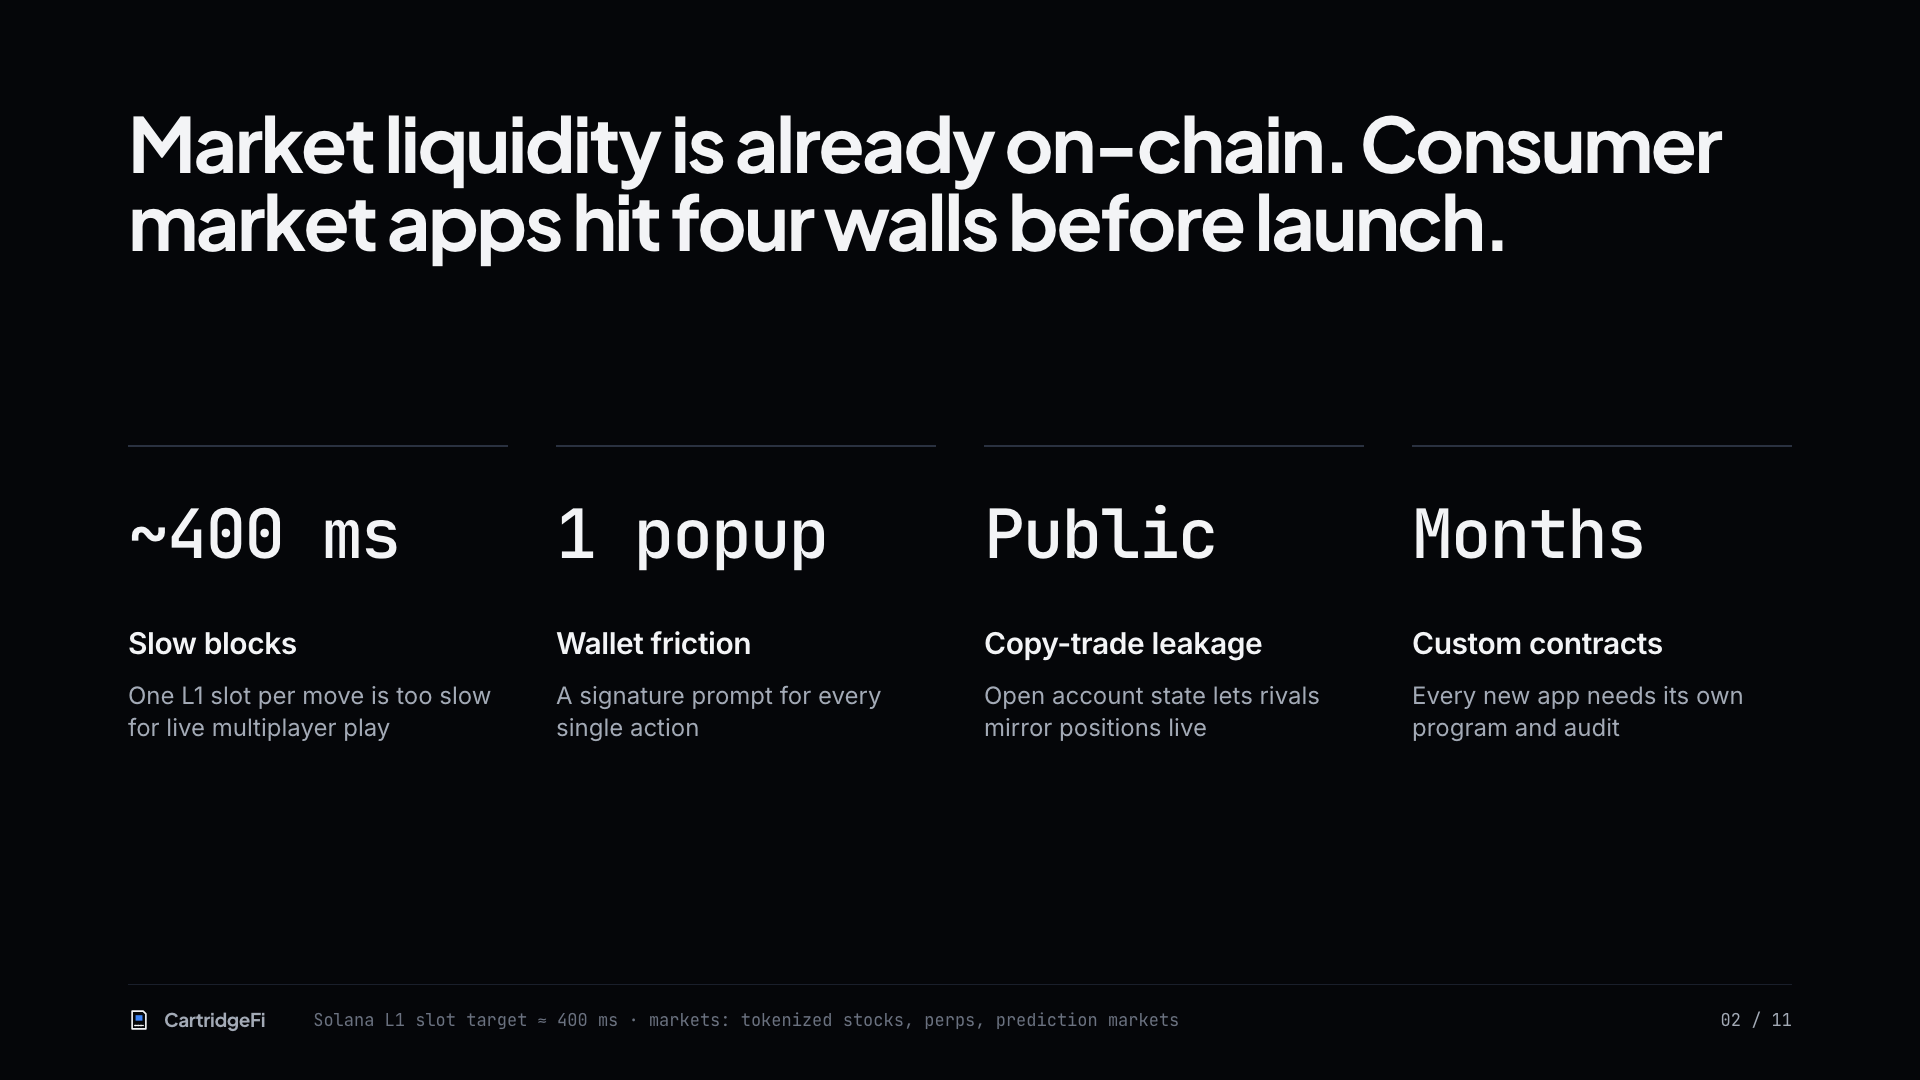 Market liquidity is already on-chain. Consumer
market apps hit four walls before launch.
~400 ms
Slow blocks
One L1 slot per move is too slow
for live multiplayer play
1 popup
Wallet friction
A signature prompt for every
single action
Public
Copy-trade leakage
Open account state lets rivals
mirror positions live
Months
Custom contracts
Every new app needs its own
program and audit
CartridgeFi
Solana L1 slot target ≈ 400 ms · markets: tokenized stocks, perps, prediction markets
02 / 11